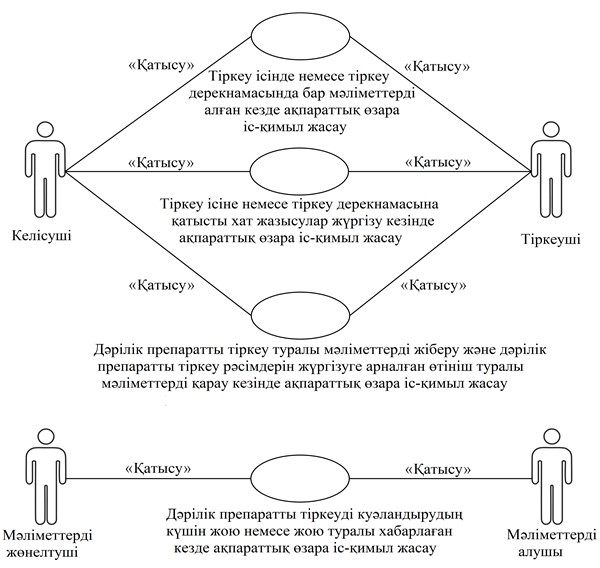 «Қатысу»
«Қатысу»
Тіркеу ісінде немесе тіркеу
дерекнамасында бар мәліметтерді
алған кезде ақпараттық өзара
іс-қимыл жасау
«Қатысу»
«Қатысу»
Тіркеу ісіне немесе тіркеу дерекнамасына
қатысты хат жазысулар жүргізу кезінде
ақпараттық өзара іс-қимыл жасау
Келісуші
Тіркеуші
«Қатысу»
«Қатысу»
Дәрілік препаратты тіркеу туралы мәліметтерді жіберу және дәрілік
препаратты тіркеу рәсімдерін жүргізуге арналған өтініш туралы
мәліметтерді қарау кезінде ақпараттық өзара іс-қимыл жасау
«Қатысу»
«Қатысу»
Дәрілік препаратты тіркеуді куәландырудың
күшін жою немесе жою туралы хабарлаған
кезде ақпараттық өзара іс-қимыл жасау
Мәліметтерді
жөнелтуші
Мәліметтерді
алушы